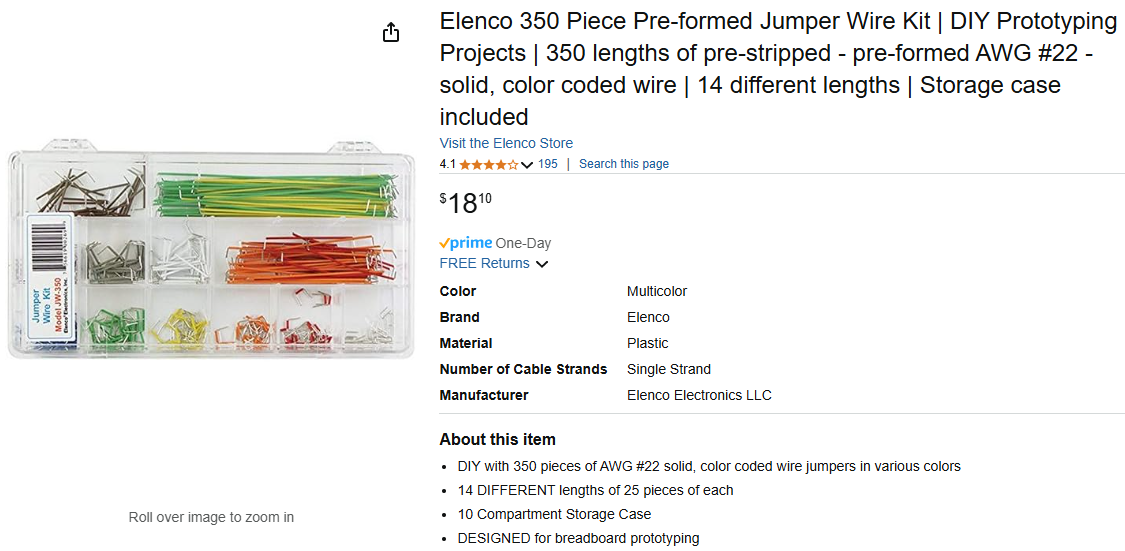 Elenco 350 Piece Pre-formed Jumper Wire Kit | DIY Prototyping
Projects | 350 lengths of pre-stripped - pre-formed AWG #22 -
solid, color coded wire | 14 different lengths | Storage case
included
Visit the Elenco Store
4.1 195 | Search this page
$1810
prime One-Day
FREE Returns
Color Multicolor
Brand Elenco
Material Plastic
Number of Cable Strands Single Strand
Manufacturer Elenco Electronics LLC
About this item
• DIY with 350 pieces of AWG #22 solid, color coded wire jumpers in various colors
• 14 DIFFERENT lengths of 25 pieces of each
• 10 Compartment Storage Case
• DESIGNED for breadboard prototyping
Jumper
Wire Kit
Model JW-350
Elenco Electronics, Inc.
Roll over image to zoom in